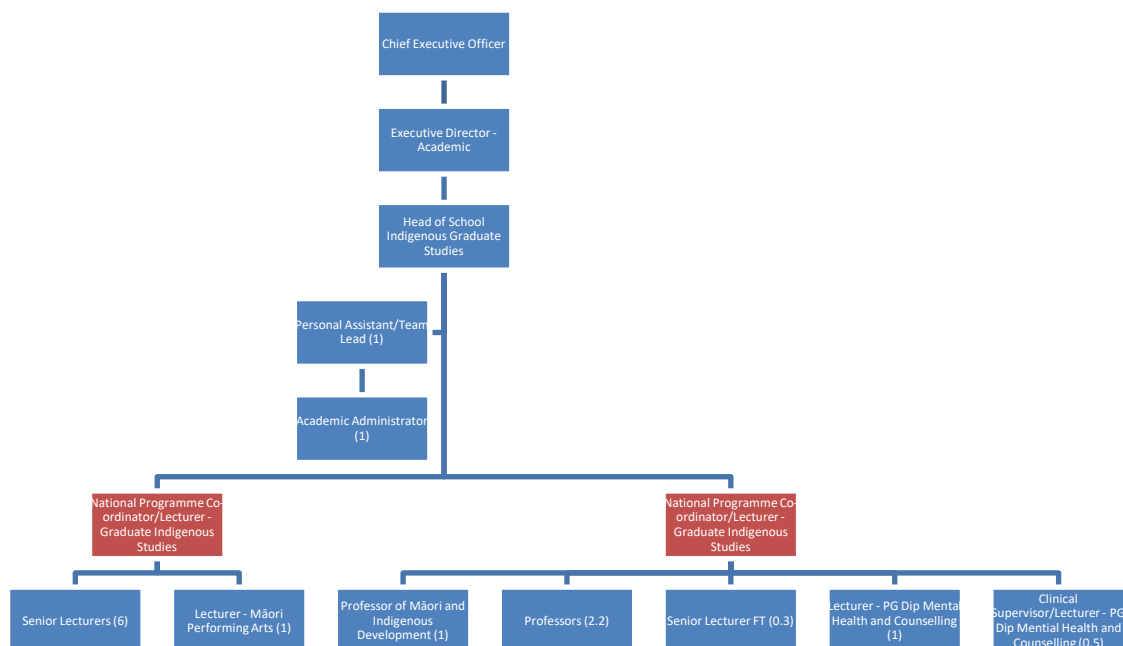 Chief Executive Officer
Executive Director -
Academic
Head of School
Indigenous Graduate
Studies
Personal Assistant/Team
Lead (1)
Academic Administrator
(1)
National Programme Co-
ordinator/Lecturer -
Graduate Indigenous
Studies
National Programme Co-
ordinator/Lecturer -
Graduate Indigenous
Studies
Senior Lecturers (6)
Lecturer - Māori
Performing Arts (1)
Professor of Māori and
Indigenous
Development (1)
Professors (2.2)
Senior Lecturer FT (0.3)
Lecturer - PG Dip Mental
Health and Counselling
(1)
Clinical
Supervisor/Lecturer - PG
Dip Mental Health and
Counselling (0.5)